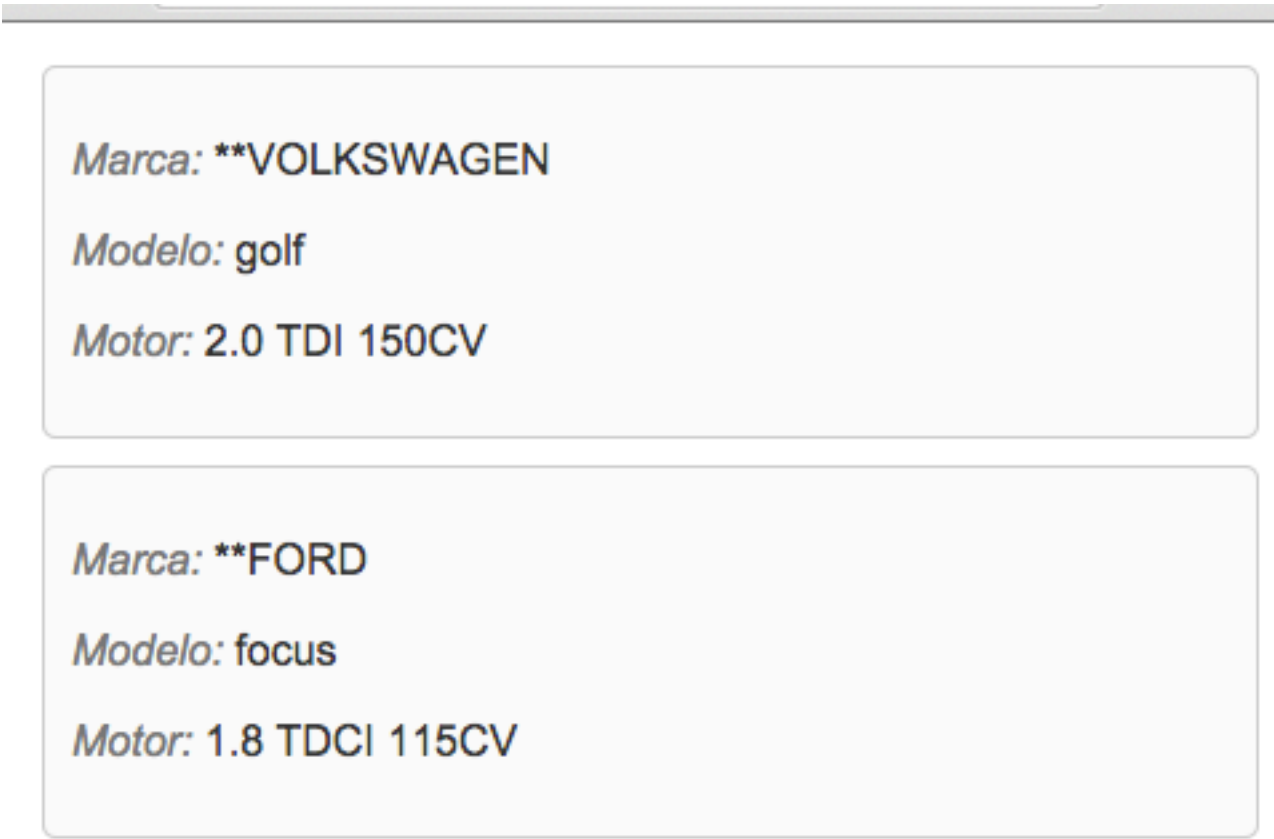 Marca: **VOLKSWAGEN
Modelo: golf
Motor: 2.0 TDI 150CV
Marca: **FORD
Modelo: focus
Motor: 1.8 TDCI 115CV